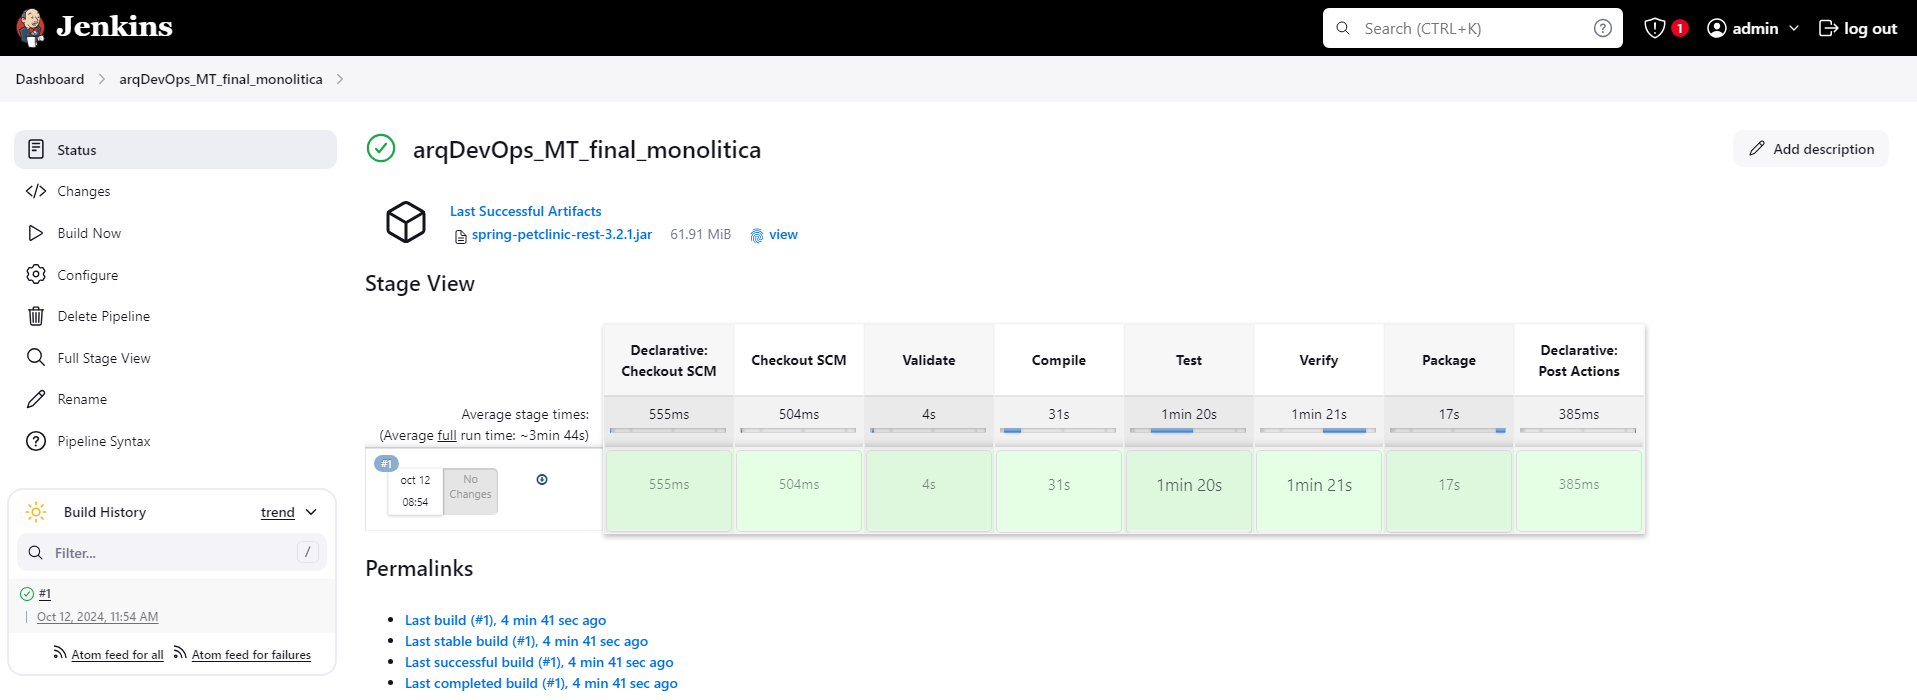 Jenkins
Search (CTRL+K)
?
1
admin
log out
Dashboard
arqDevOps_MT_final_monolitica
Status
Changes
Build Now
Configure
Delete Pipeline
Full Stage View
Rename
Pipeline Syntax
Build History
trend
Filter...
/
#1
Oct 12, 2024, 11:54 AM
Atom feed for all
Atom feed for failures
arqDevOps_MT_final_monolitica
Add description
Last Successful Artifacts
spring-petclinic-rest-3.2.1.jar 61.91 MiB view
Stage View
Declarative: Checkout SCM
Checkout SCM
Validate
Compile
Test
Verify
Package
Declarative: Post Actions
Average stage times:
(Average full run time: ~3min 44s)
555ms 504ms 4s 31s 1min 20s 1min 21s 17s 385ms
#1
oct 12
08:54
No Changes
555ms 504ms 4s 31s 1min 20s 1min 21s 17s 385ms
Permalinks
Last build (#1), 4 min 41 sec ago
Last stable build (#1), 4 min 41 sec ago
Last successful build (#1), 4 min 41 sec ago
Last completed build (#1), 4 min 41 sec ago